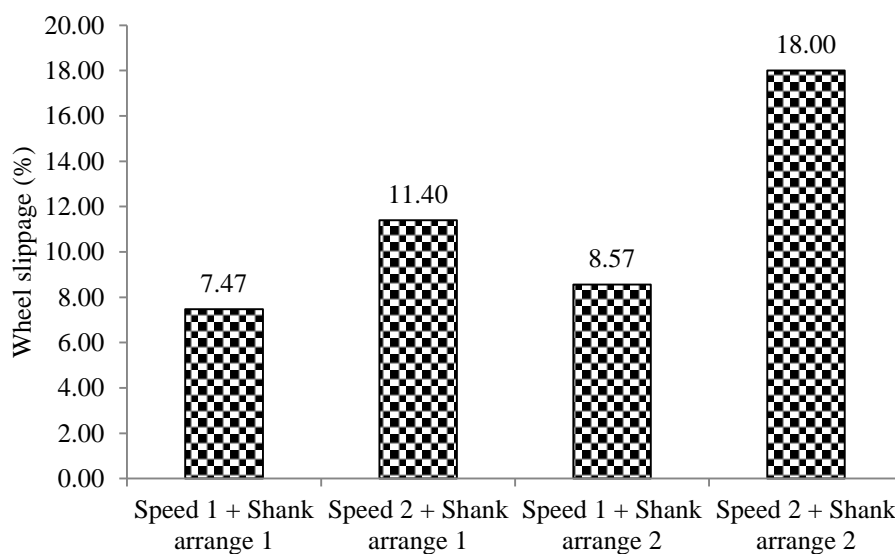 20.00
18.00
16.00
14.00
12.00
10.00
8.00
6.00
4.00
2.00
0.00
Wheel slippage (%)
7.47
11.40
8.57
18.00
Speed 1 + Shank
arrange 1
Speed 2 + Shank
arrange 1
Speed 1 + Shank
arrange 2
Speed 2 + Shank
arrange 2